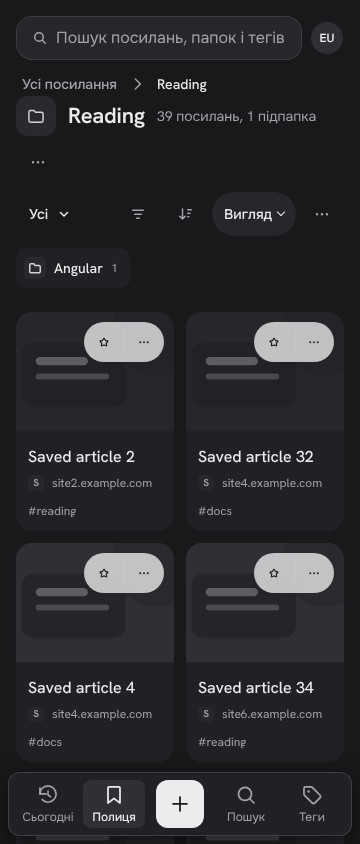 Пошук посилань, папок і тегів
EU
Усі посилання > Reading
Reading 39 посилань, 1 підпапка
...
Усі Вигляд ...
Angular 1
Saved article 2
S site2.example.com
#reading
Saved article 32
S site4.example.com
#docs
Saved article 4
S site4.example.com
#docs
Saved article 34
S site6.example.com
#reading
Сьогодні Полиця + Пошук Теги